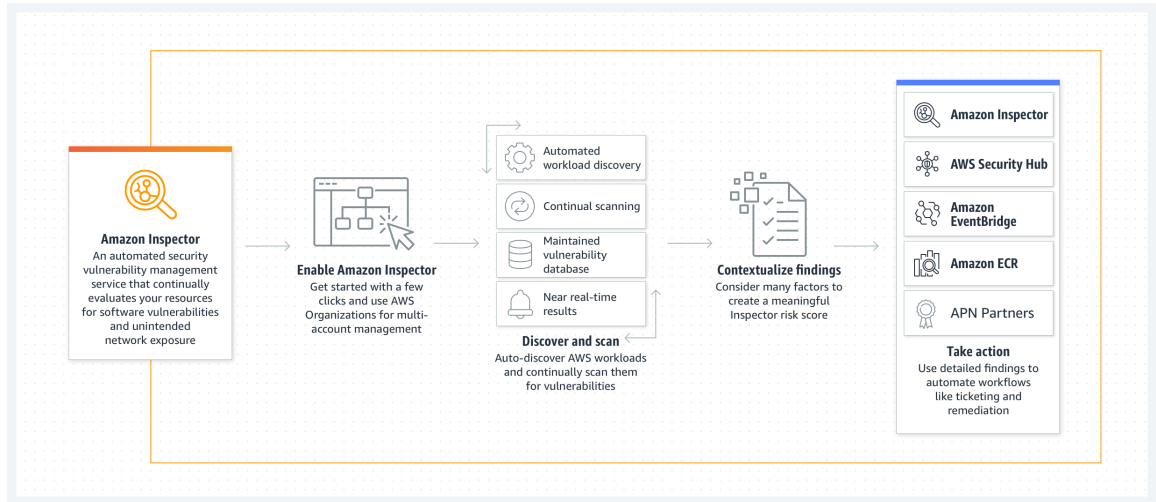 Amazon Inspector
An automated security
vulnerability management
service that continually
evaluates your resources
for software vulnerabilities
and unintended
network exposure
Enable Amazon Inspector
Get started with a few
clicks and use AWS
Organizations for multi-
account management
Automated
workload discovery
Continual scanning
Maintained
vulnerability
database
Near real-time
results
Discover and scan
Auto-discover AWS workloads
and continually scan them
for vulnerabilities
Contextualize findings
Consider many factors to
create a meaningful
Inspector risk score
Amazon Inspector
AWS Security Hub
Amazon
EventBridge
Amazon ECR
APN Partners
Take action
Use detailed findings to
automate workflows
like ticketing and
remediation